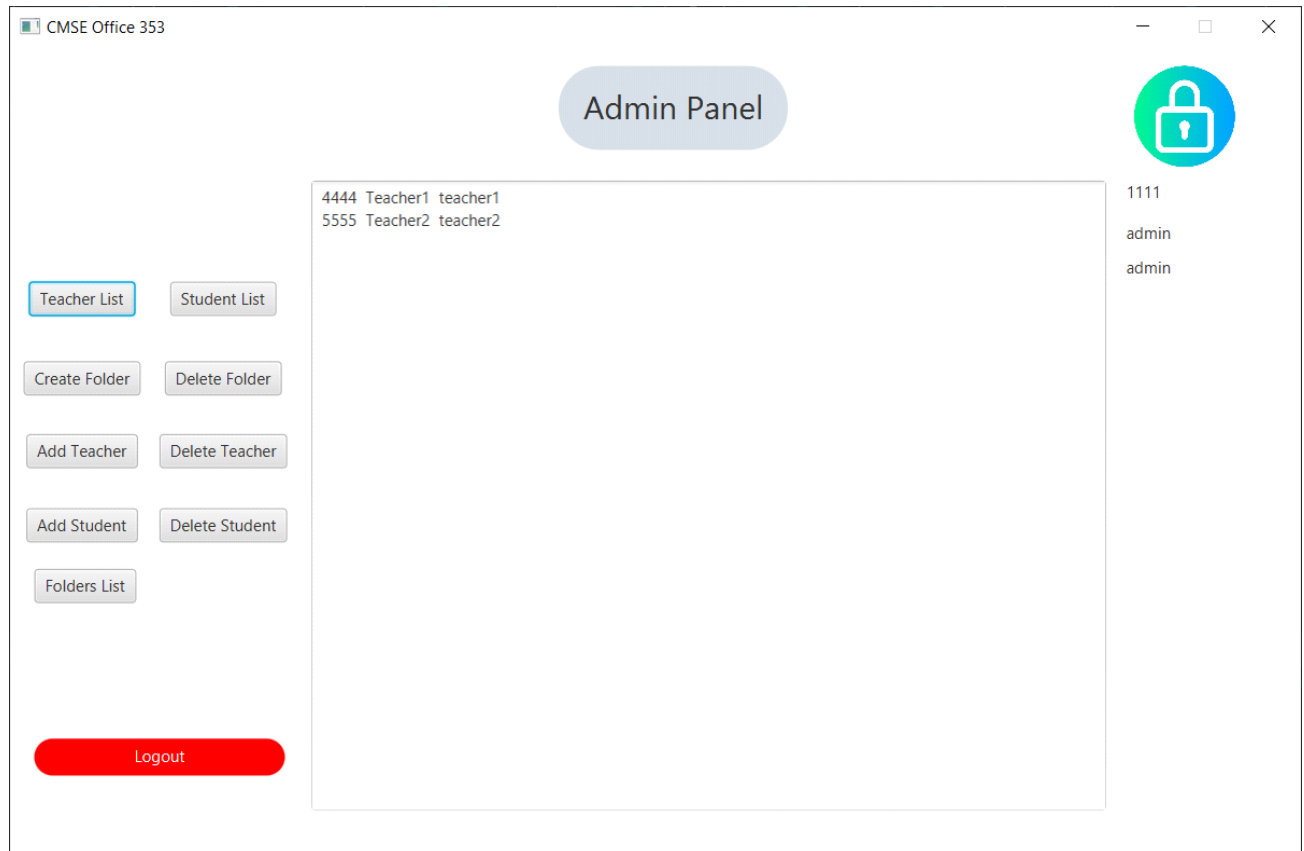 CMSE Office 353
Admin Panel
4444 Teacher1 teacher1
5555 Teacher2 teacher2
1111
admin
admin
Teacher List Student List
Create Folder Delete Folder
Add Teacher Delete Teacher
Add Student Delete Student
Folders List
Logout